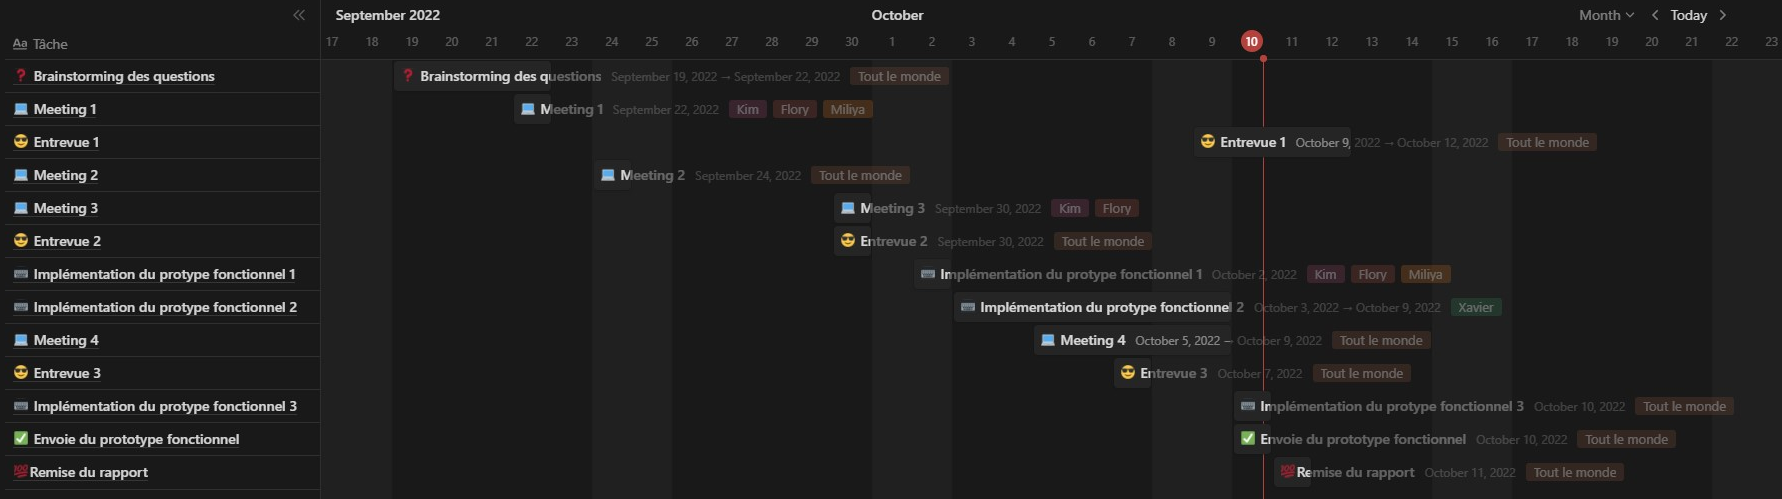 September 2022 October Month Today
Aa Tâche 17 18 19 20 21 22 23 24 25 26 27 28 29 30 1 2 3 4 5 6 7 8 9 10 11 12 13 14 15 16 17 18 19 20 21 22 23
Brainstorming des questions Brainstorming des questions September 19, 2022 → September 22, 2022 Tout le monde
Meeting 1 Meeting 1 September 22, 2022 Kim Flory Miliya
Entrevue 1 Entrevue 1 October 9, 2022 → October 12, 2022 Tout le monde
Meeting 2 Meeting 2 September 24, 2022 Tout le monde
Meeting 3 Meeting 3 September 30, 2022 Kim Flory
Entrevue 2 Entrevue 2 September 30, 2022 Tout le monde
Implémentation du protype fonctionnel 1 Implémentation du protype fonctionnel 1 October 2, 2022 Kim Flory Miliya
Implémentation du protype fonctionnel 2 Implémentation du protype fonctionnel 2 October 3, 2022 → October 9, 2022 Xavier
Meeting 4 Meeting 4 October 5, 2022 → October 9, 2022 Tout le monde
Entrevue 3 Entrevue 3 October 7, 2022 Tout le monde
Implémentation du protype fonctionnel 3 Implémentation du protype fonctionnel 3 October 10, 2022 Tout le monde
✅ Envoie du prototype fonctionnel ✅ Envoie du prototype fonctionnel October 10, 2022 Tout le monde
💯Remise du rapport 💯Remise du rapport October 11, 2022 Tout le monde